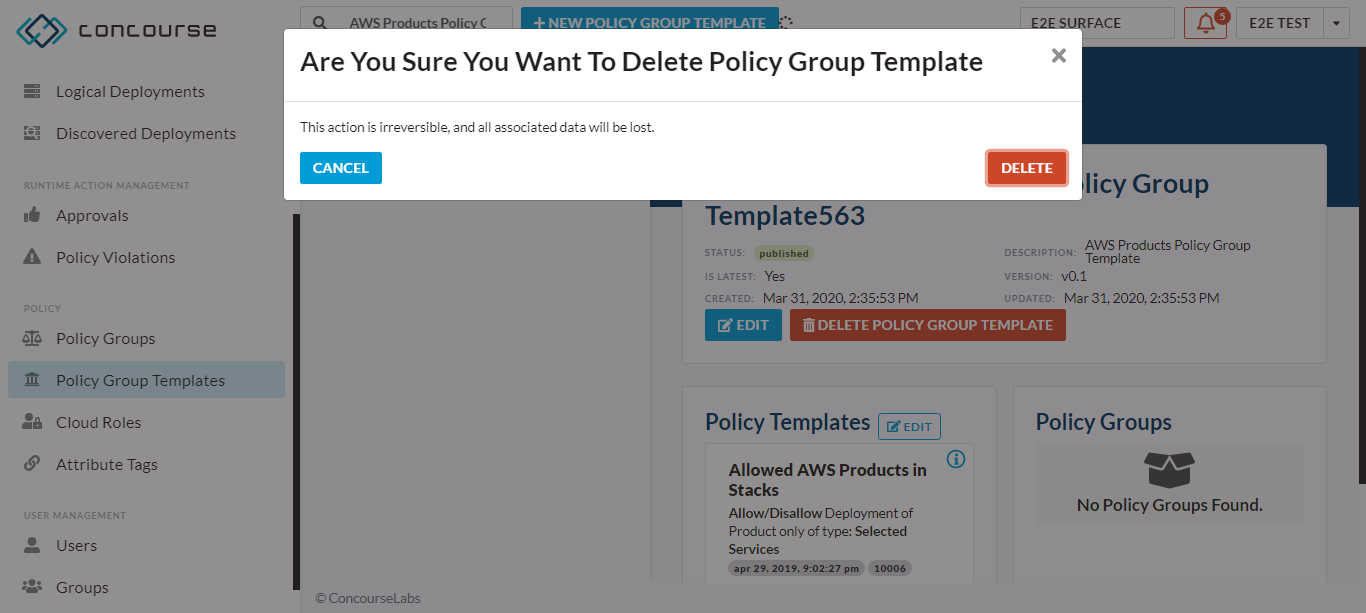 concourse
AWS Products Policy
NEW POLICY GROUP TEMPLATE
E2E SURFACE
5
E2E TEST
Are You Sure You Want To Delete Policy Group Template
×
This action is irreversible, and all associated data will be lost.
CANCEL
DELETE
Logical Deployments
Discovered Deployments
RUNTIME ACTION MANAGEMENT
Approvals
Policy Violations
POLICY
Policy Groups
Policy Group Templates
Cloud Roles
Attribute Tags
USER MANAGEMENT
Users
Groups
licy Group
Template563
STATUS: published
DESCRIPTION: AWS Products Policy Group
Template
IS LATEST: Yes
VERSION: v0.1
CREATED: Mar 31, 2020, 2:35:53 PM
UPDATED: Mar 31, 2020, 2:35:53 PM
EDIT
DELETE POLICY GROUP TEMPLATE
Policy Templates
EDIT
Allowed AWS Products in
Stacks
Allow/Disallow Deployment of
Product only of type: Selected
Services
apr 29, 2019, 9:02:27 pm
10006
Policy Groups
No Policy Groups Found.
© ConcourseLabs